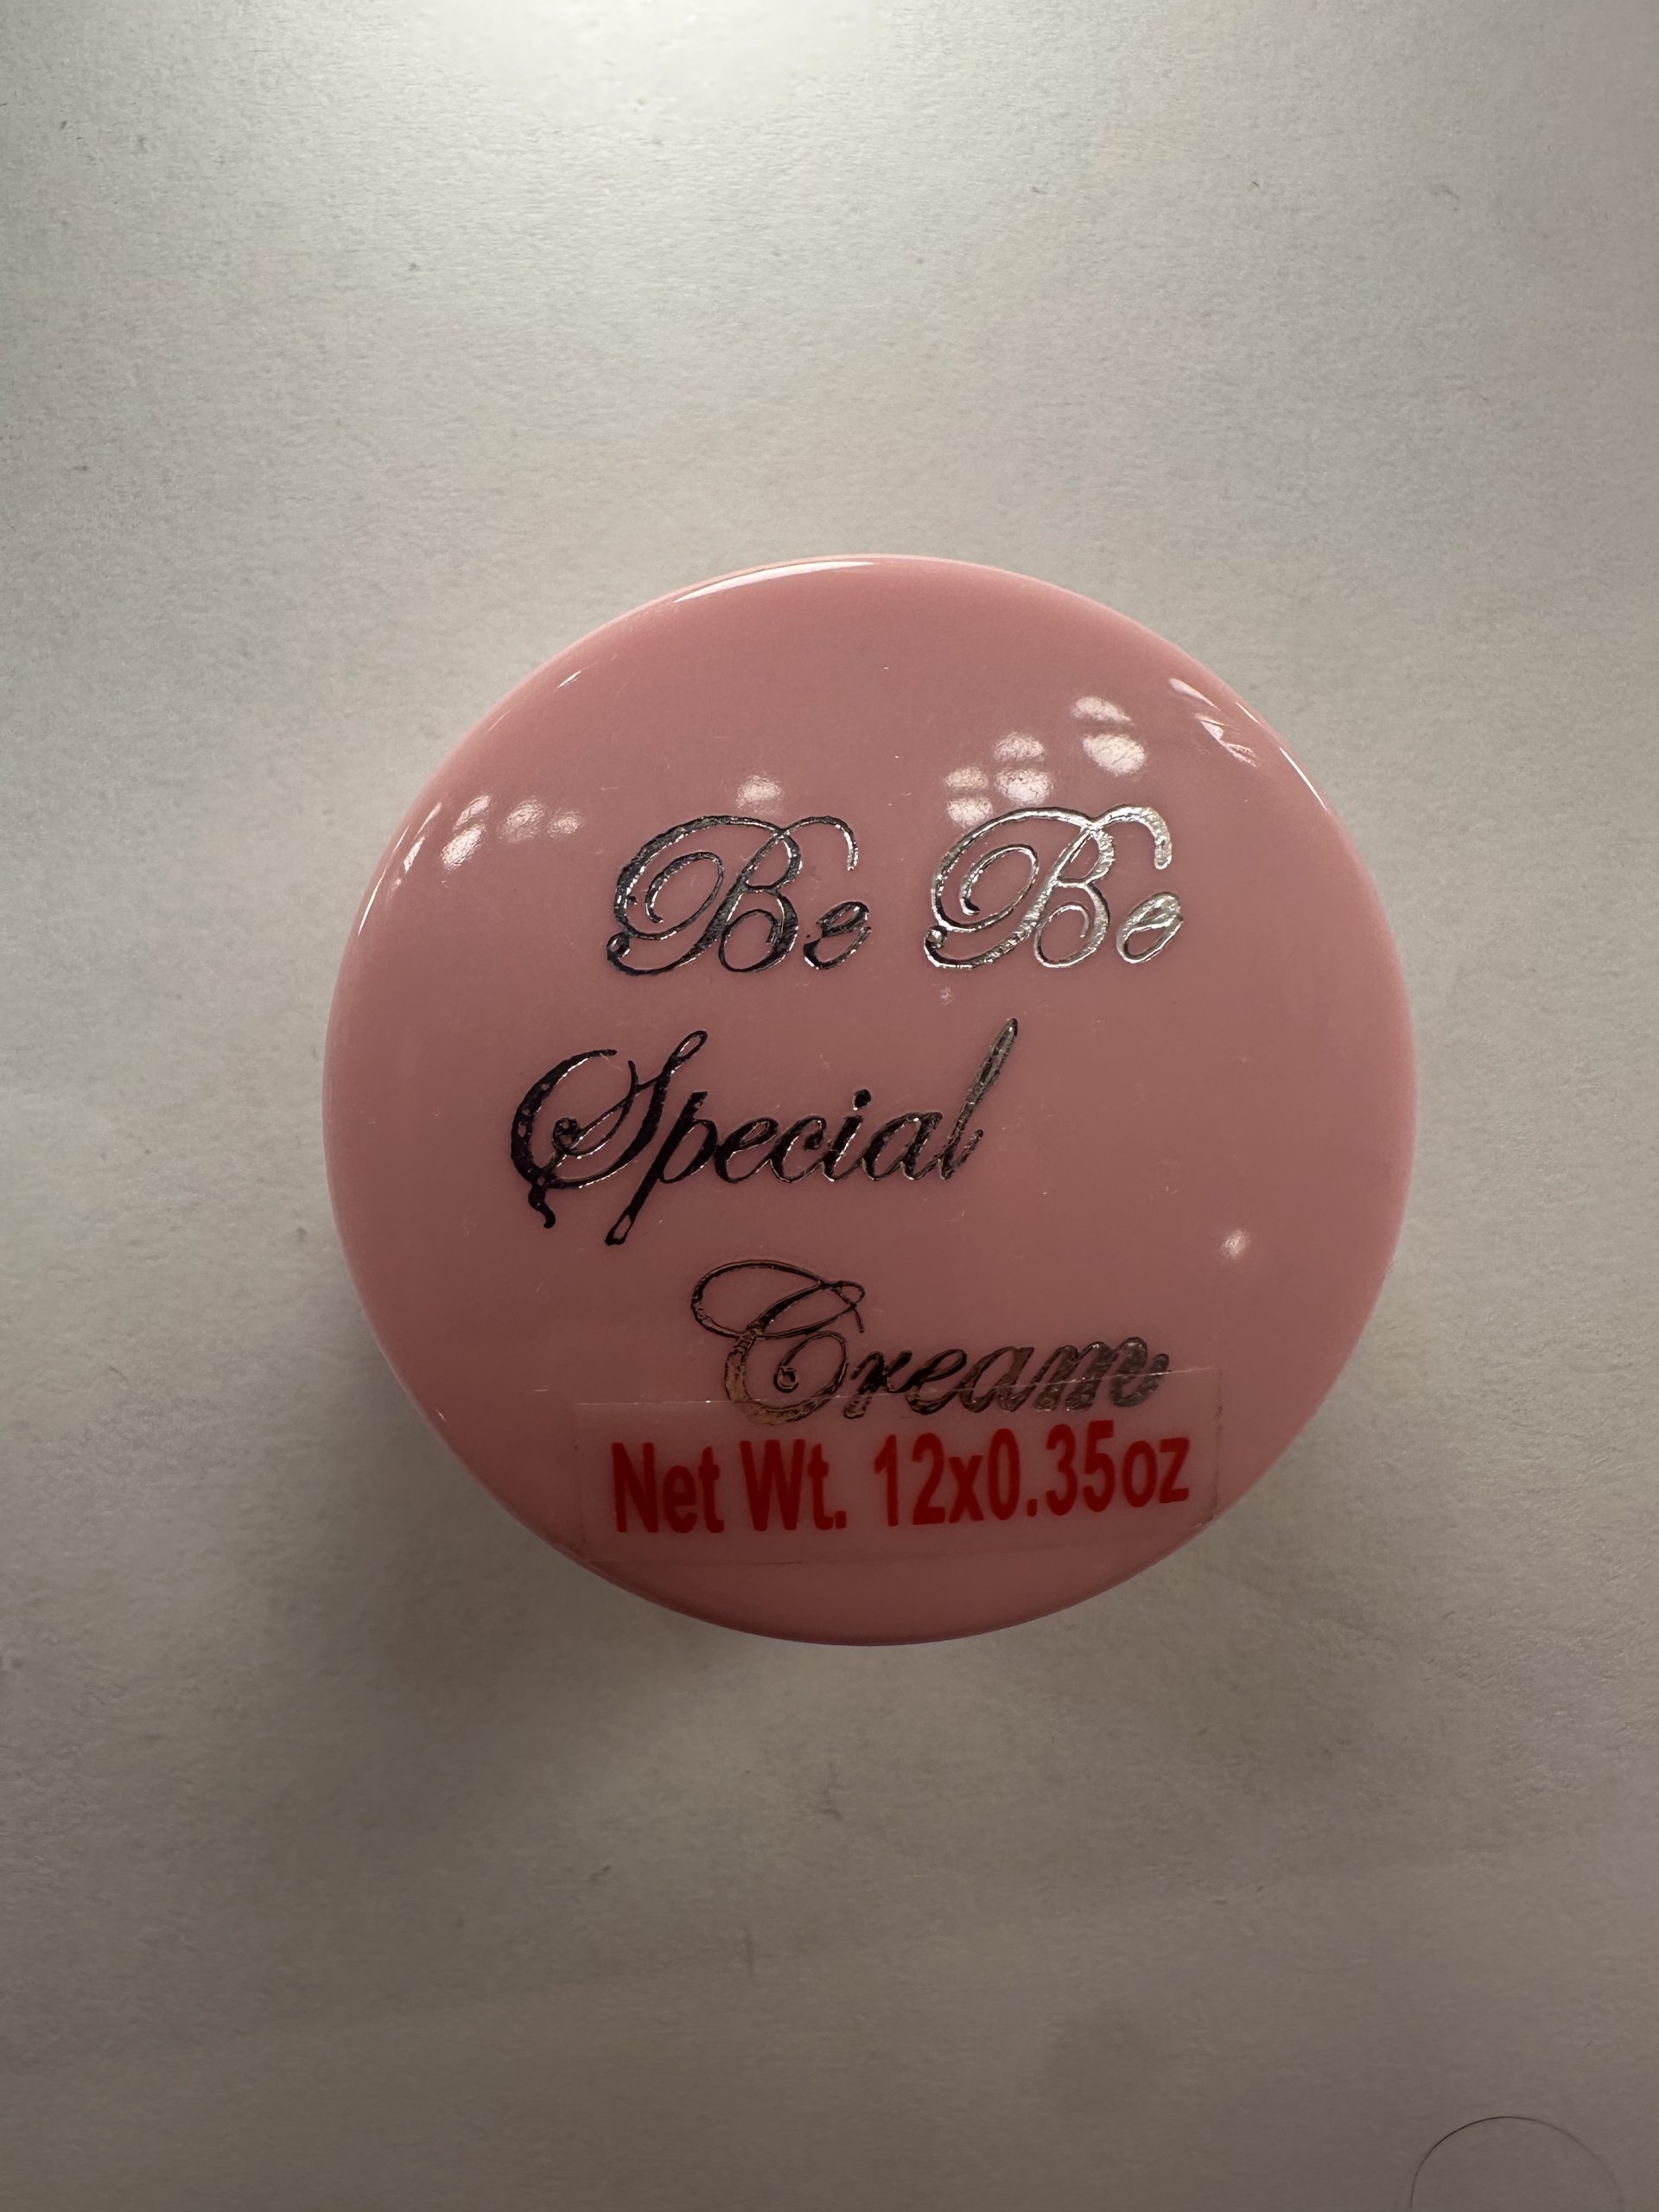 Be Be
Special
Cream
Net Wt. 12x0.35oz